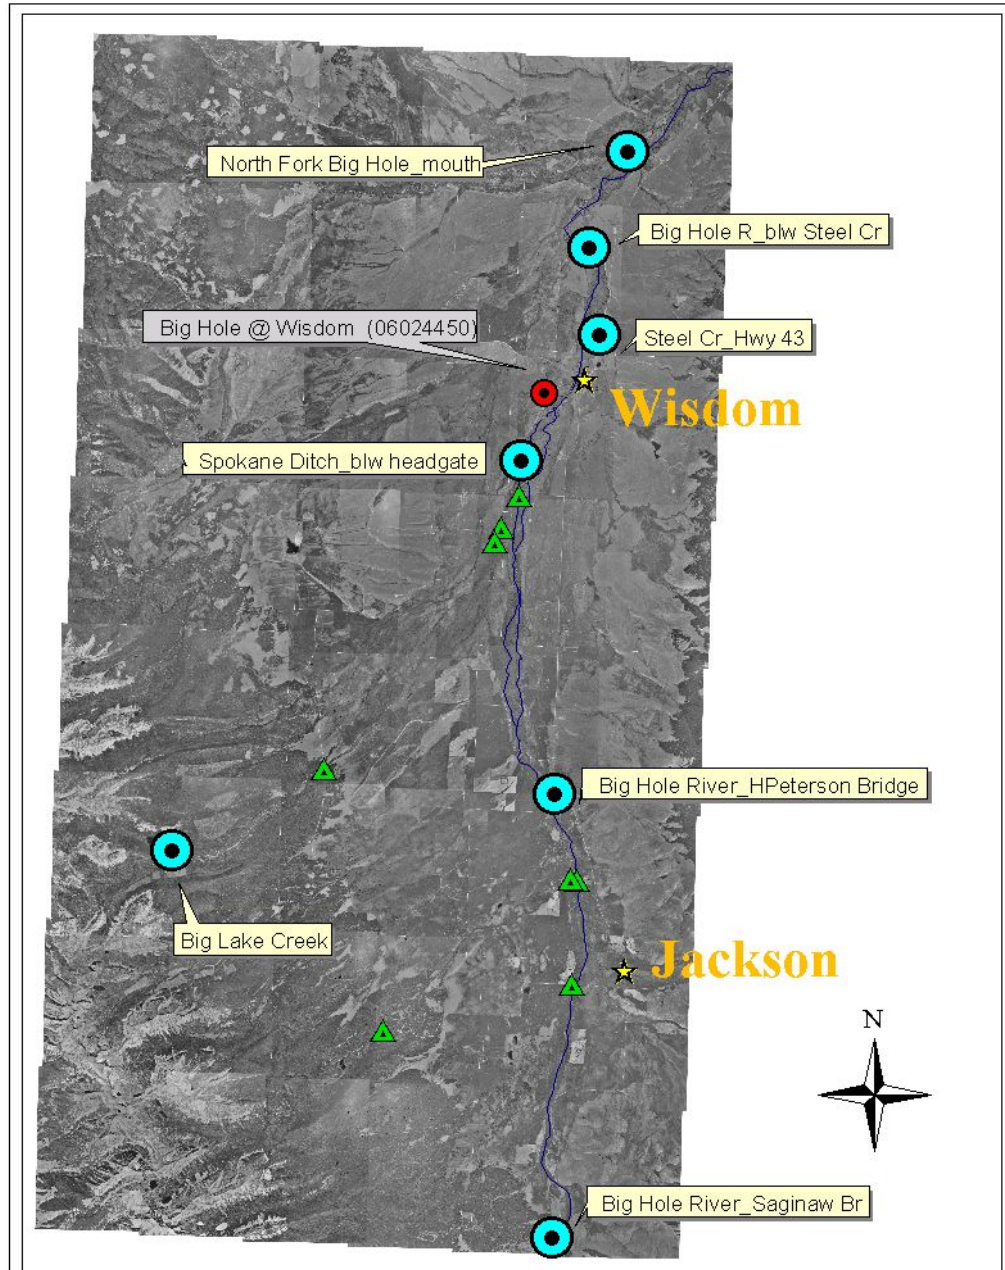 North Fork Big Hole_mouth
Big Hole R_blw Steel Cr
Big Hole @ Wisdom (06024450)
Steel Cr_Hwy 43
Wisdom
Spokane Ditch_blw headgate
Big Hole River_HPeterson Bridge
Big Lake Creek
Jackson
N
Big Hole River_Saginaw Br